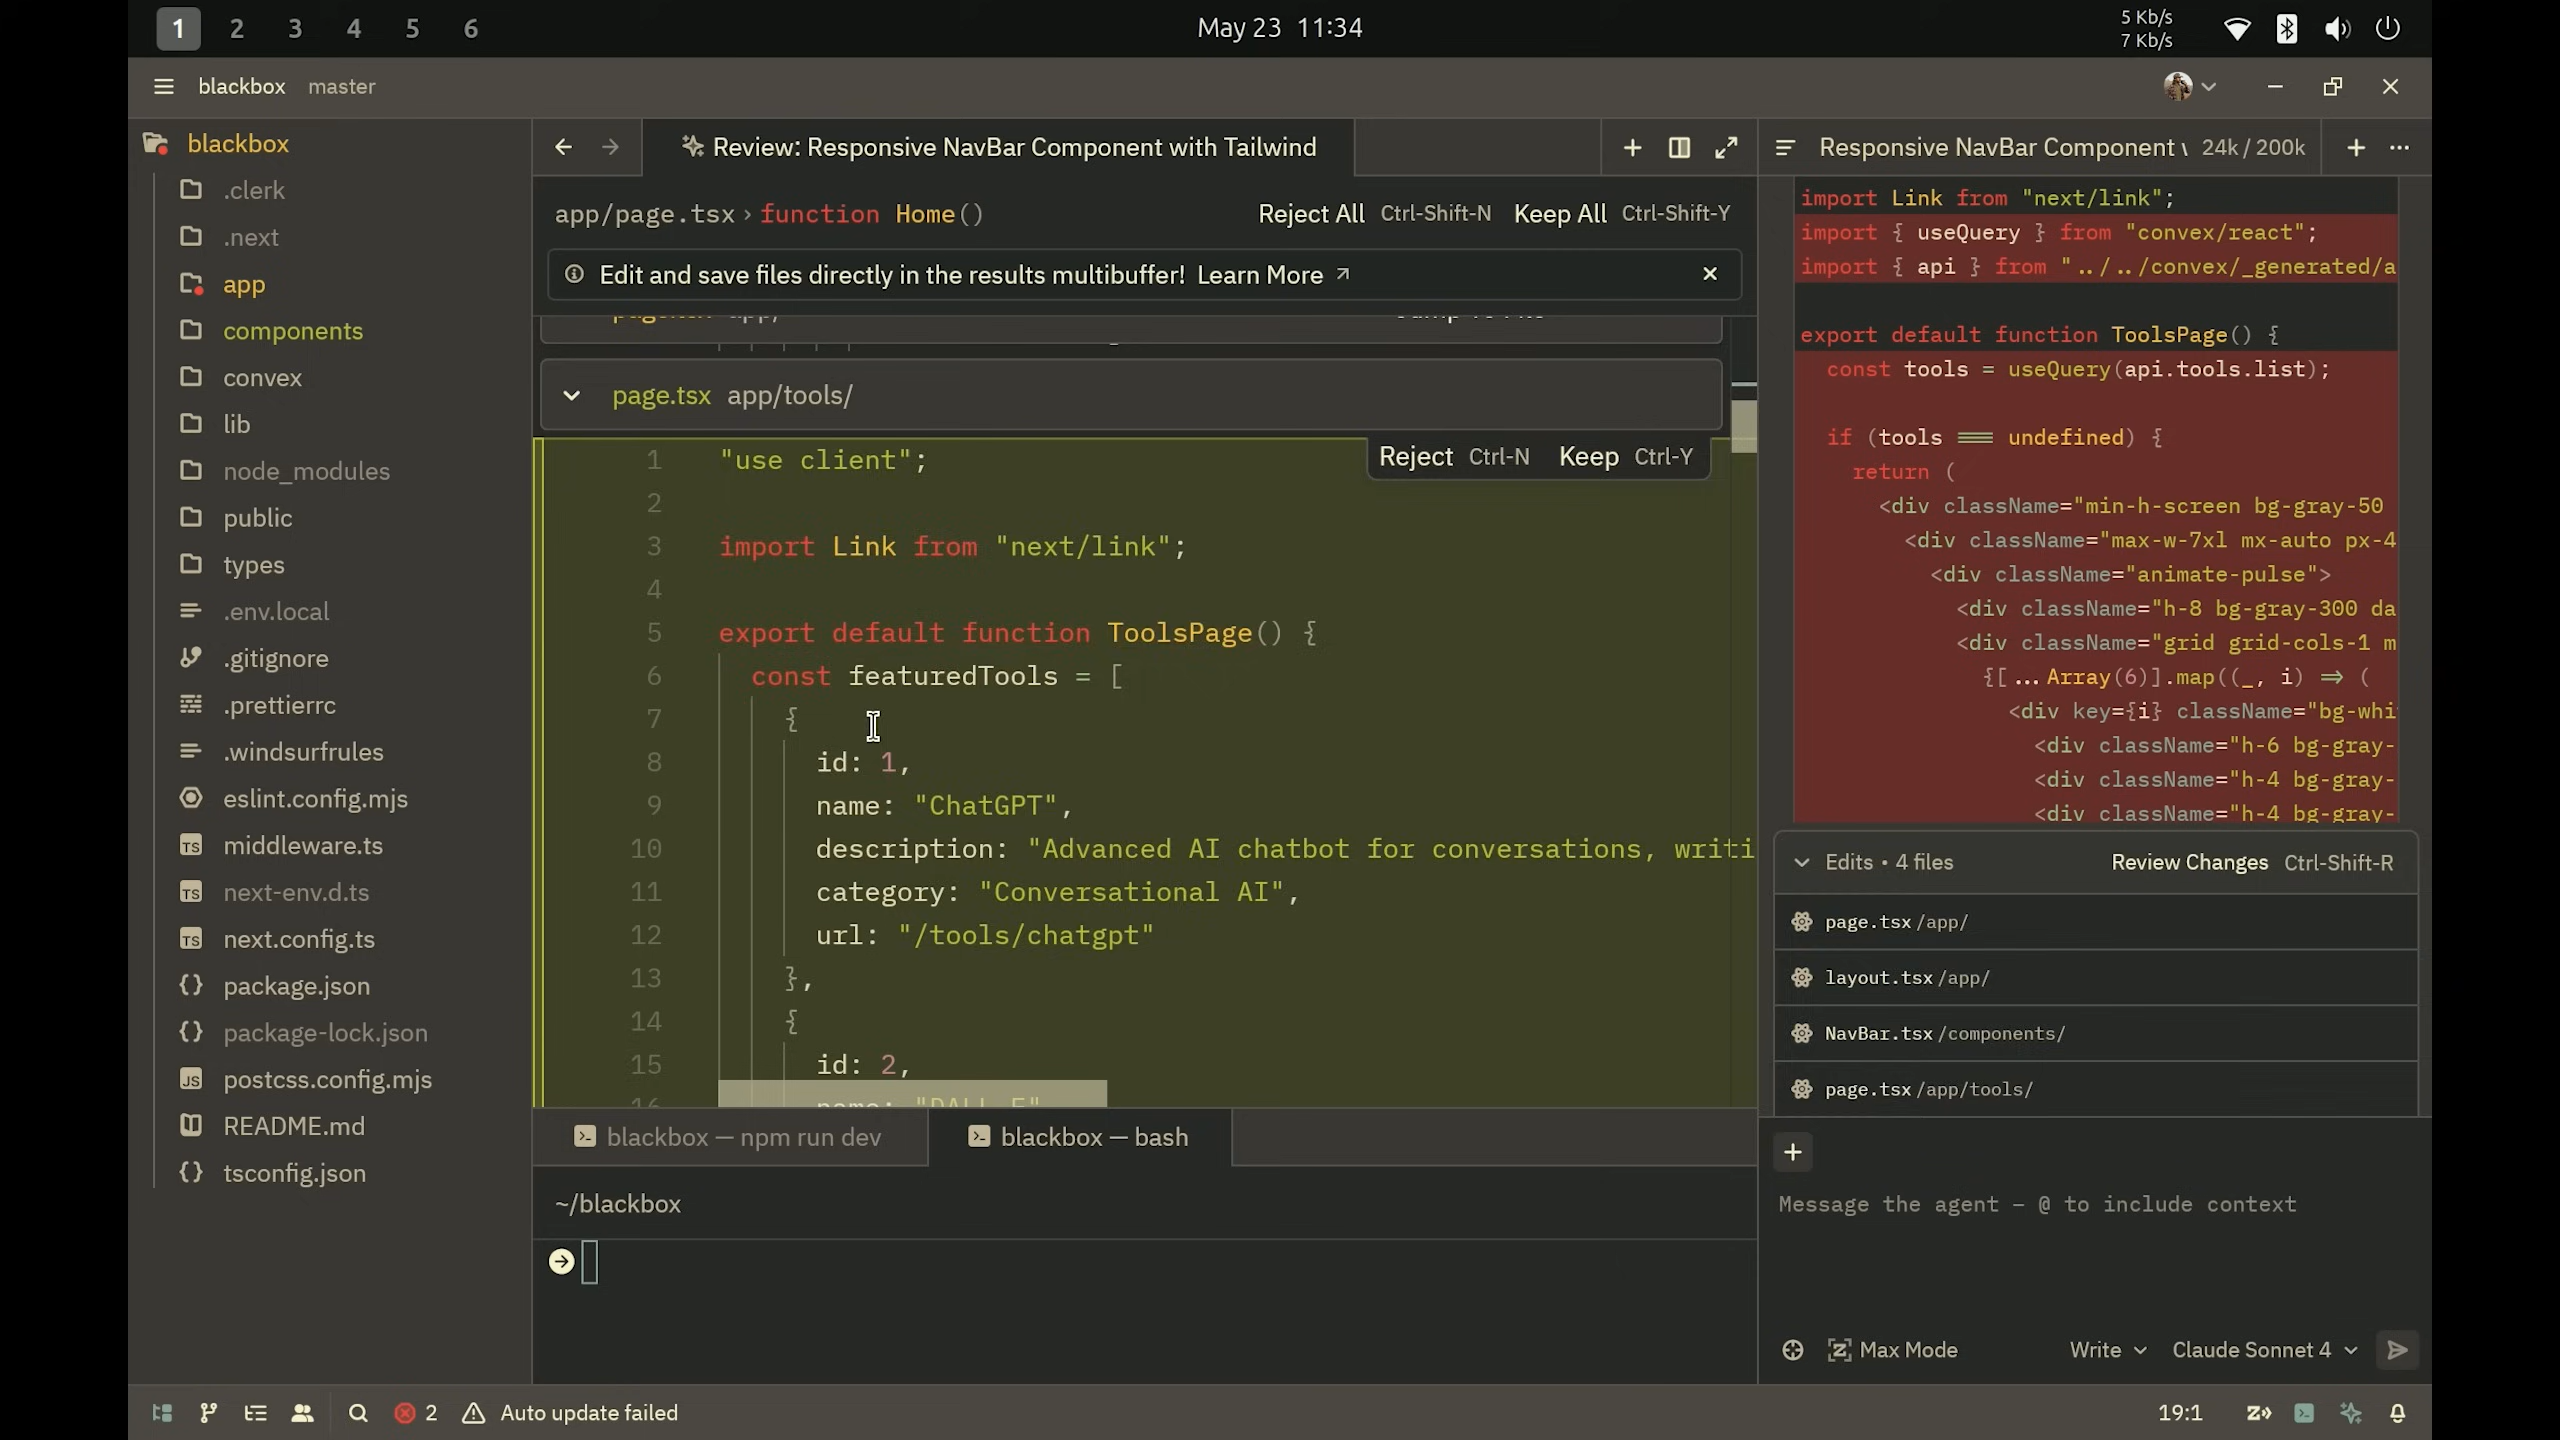 1 2 3 4 5 6
May 23 11:34
5 Kb/s
7 Kb/s
blackbox master
blackbox
.clerk
.next
app
components
convex
lib
node_modules
public
types
.env.local
.gitignore
.prettierrc
.windsurfrules
eslint.config.mjs
middleware.ts
next-env.d.ts
next.config.ts
package.json
package-lock.json
postcss.config.mjs
README.md
tsconfig.json
Review: Responsive NavBar Component with Tailwind
app/page.tsx › function Home()
Reject All Ctrl-Shift-N Keep All Ctrl-Shift-Y
Edit and save files directly in the results multibuffer! Learn More
page.tsx app/tools/
Reject Ctrl-N Keep Ctrl-Y
1 "use client";
2
3 import Link from "next/link";
4
5 export default function ToolsPage() {
6 const featuredTools = [
7 {
8 id: 1,
9 name: "ChatGPT",
10 description: "Advanced AI chatbot for conversations, writi
11 category: "Conversational AI",
12 url: "/tools/chatgpt"
13 },
14 {
15 id: 2,
blackbox — npm run dev
blackbox — bash
~/blackbox
Responsive NavBar Component 24k / 200k
import Link from "next/link";
import { useQuery } from "convex/react";
import { api } from "../../convex/_generated/a
export default function ToolsPage() {
const tools = useQuery(api.tools.list);
if (tools === undefined) {
return (
<div className="min-h-screen bg-gray-50
<div className="max-w-7xl mx-auto px-4
<div className="animate-pulse">
<div className="h-8 bg-gray-300 da
<div className="grid grid-cols-1 m
{[...Array(6)].map((_, i) => (
<div key={i} className="bg-whi
<div className="h-6 bg-gray-
<div className="h-4 bg-gray-
<div className="h-4 bg-gray-
Edits • 4 files
Review Changes Ctrl-Shift-R
page.tsx /app/
layout.tsx /app/
NavBar.tsx /components/
page.tsx /app/tools/
Message the agent – @ to include context
Max Mode
Write
Claude Sonnet 4
2
Auto update failed
19:1